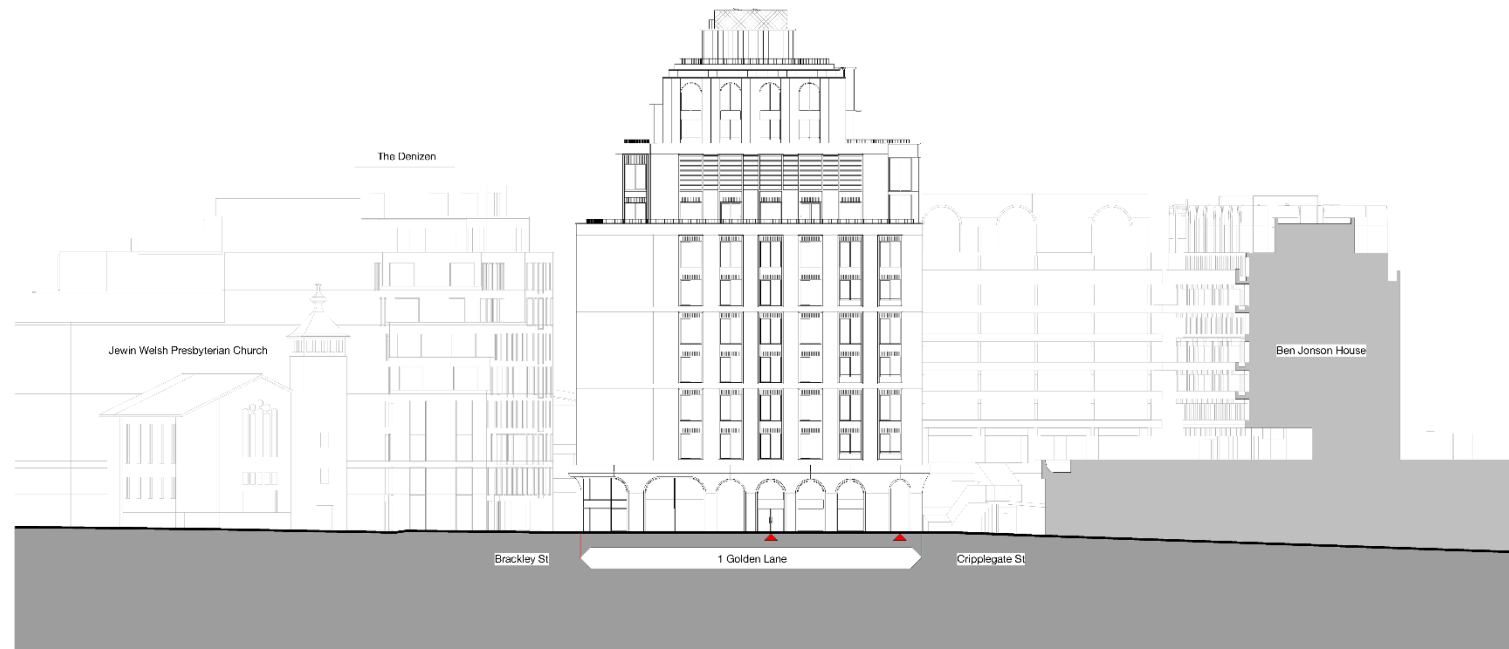 The Denizen
Jewin Welsh Presbyterian Church
Ben Jonson House
Brackley St
1 Golden Lane
Cripplegate St